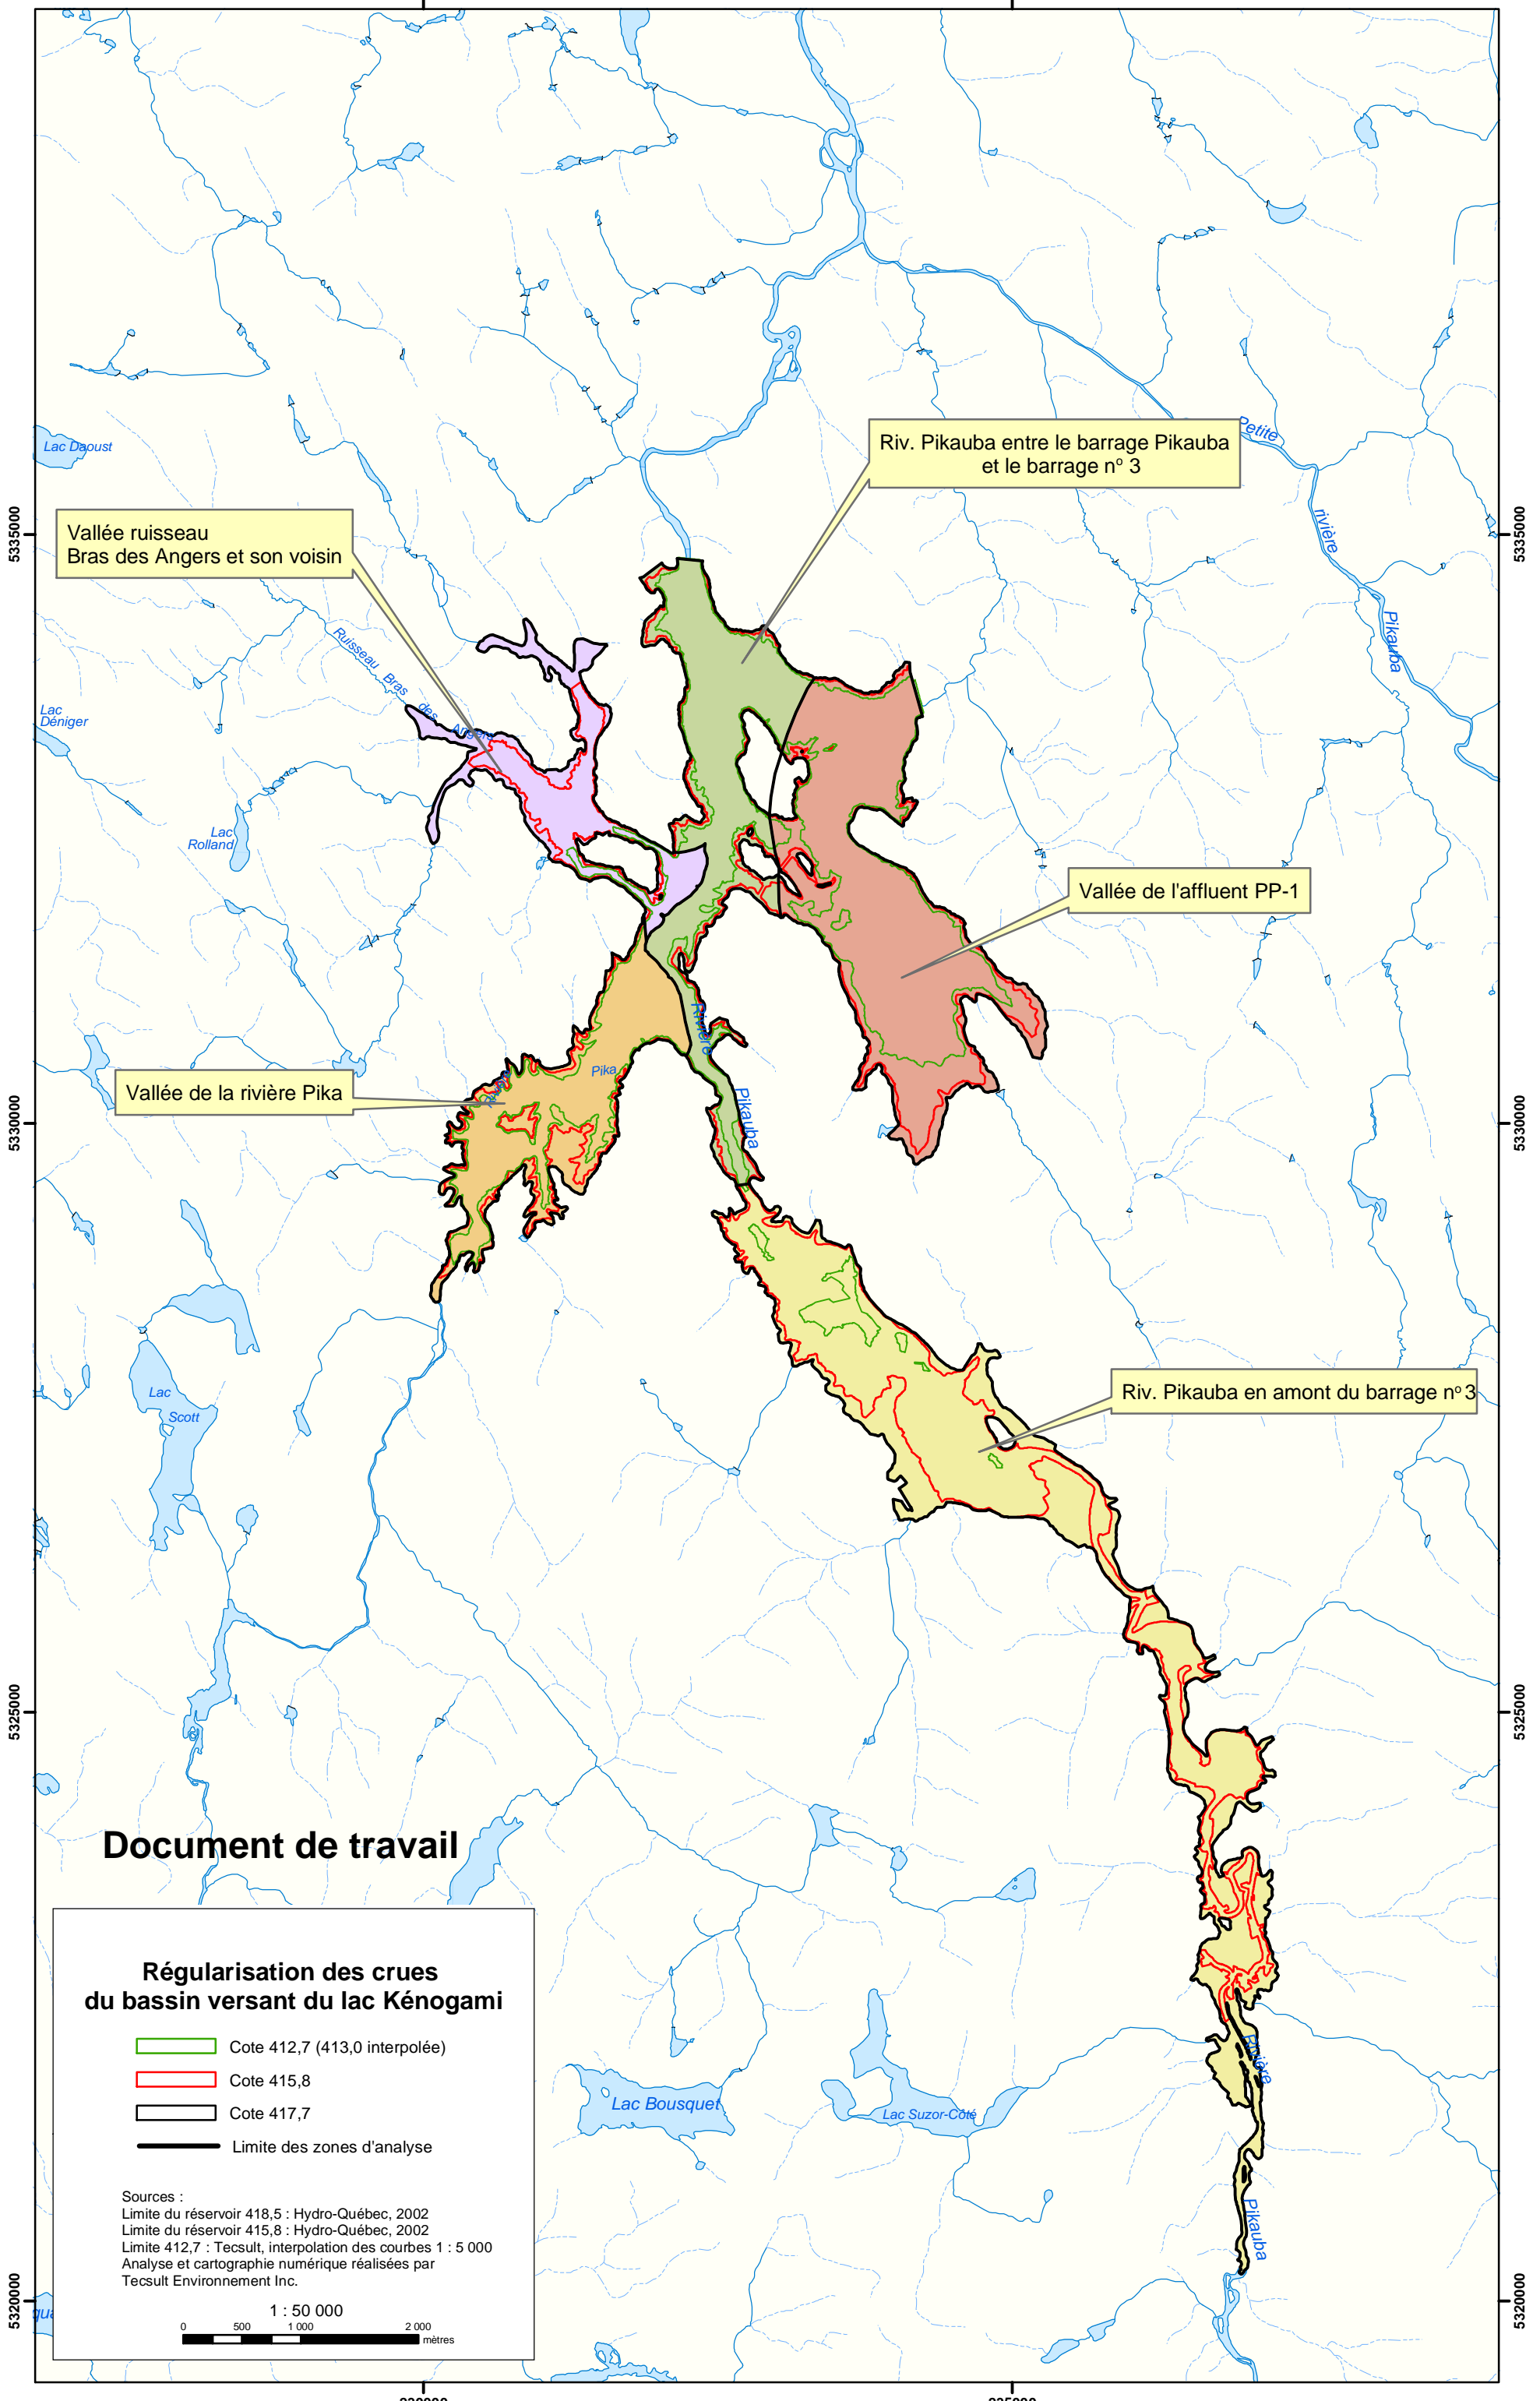 Petite
Lac Daoust
Riv. Pikauba entre le barrage Pikauba
et le barrage nº 3
rivière
5335000
5335000
Vallée ruisseau
Bras des Angers et son voisin
Pikauba
Ruisseau Bras des Angers
Lac
Déniger
Lac
Rolland
Vallée de l'affluent PP-1
Rivière
Pika
Vallée de la rivière Pika
Pikauba
5330000
5330000
Lac
Scott
Riv. Pikauba en amont du barrage nº 3
5325000
5325000
Document de travail
Régularisation des crues
du bassin versant du lac Kénogami
Cote 412,7 (413,0 interpolée)
Cote 415,8
Cote 417,7
Limite des zones d'analyse
Sources :
Limite du réservoir 418,5 : Hydro-Québec, 2002
Limite du réservoir 415,8 : Hydro-Québec, 2002
Limite 412,7 : Tecsult, interpolation des courbes 1 : 5 000
Analyse et cartographie numérique réalisées par
Tecsult Environnement Inc.
1 : 50 000
0 500 1 000 2 000
mètres
Lac Bousquet
Lac Suzor-Côté
Rivière
Pikauba
5320000
5320000